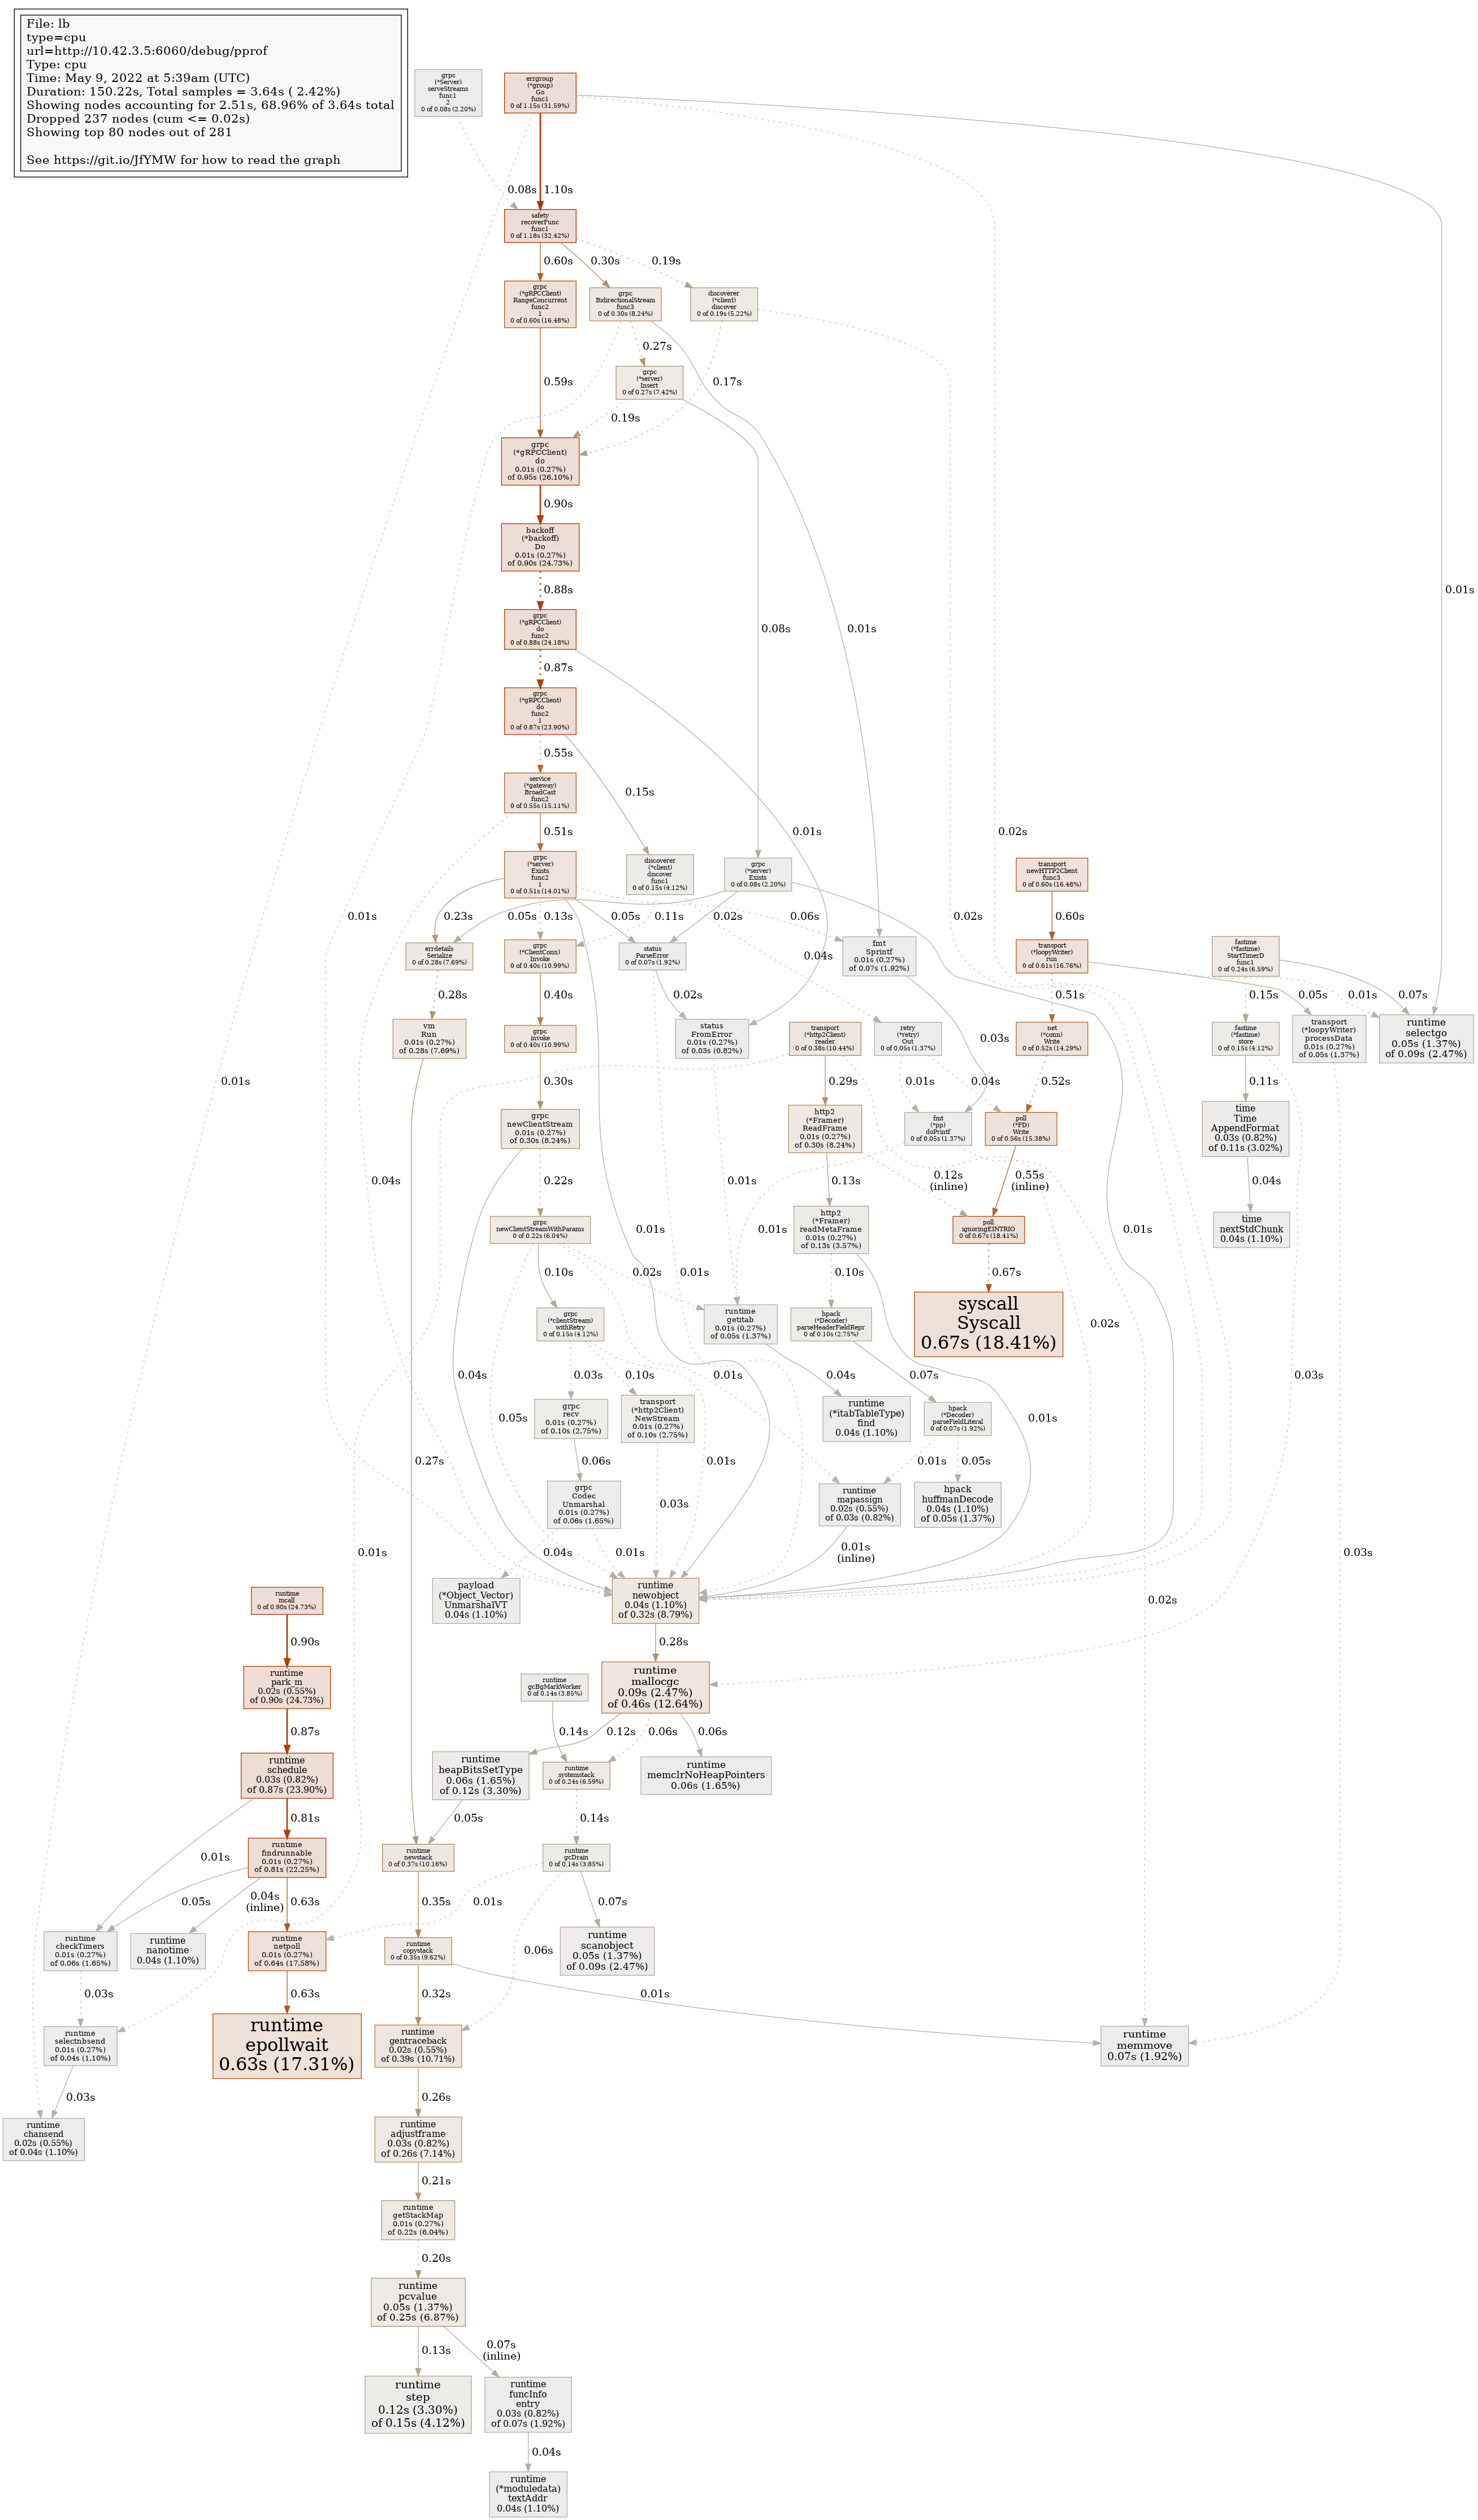 File: lb
type=cpu
url=http://10.42.3.5:6060/debug/pprof
Type: cpu
Time: May 9, 2022 at 5:39am (UTC)
Duration: 150.22s, Total samples = 3.64s ( 2.42%)
Showing nodes accounting for 2.51s, 68.96% of 3.64s total
Dropped 237 nodes (cum <= 0.02s)
Showing top 80 nodes out of 281
See https://git.io/JfYMW for how to read the graph
grpc
(*Server)
serveStreams
func1
2
0 of 0.08s (2.20%)
errgroup
(*group)
Go
func1
0 of 1.15s (31.59%)
0.08s
1.10s
safety
recoverFunc
func1
0 of 1.18s (32.42%)
0.60s
0.30s
0.19s
grpc
(*gRPCClient)
RangeConcurrent
func2
1
0 of 0.60s (16.48%)
grpc
BidirectionalStream
func3
0 of 0.30s (8.24%)
discoverer
(*client)
discover
0 of 0.19s (5.22%)
0.27s
grpc
(*server)
Insert
0 of 0.27s (7.42%)
0.59s
0.17s
0.19s
grpc
(*gRPCClient)
do
0.01s (0.27%)
of 0.95s (26.10%)
0.90s
backoff
(*backoff)
Do
0.01s (0.27%)
of 0.90s (24.73%)
0.88s
0.01s
grpc
(*gRPCClient)
do
func2
0 of 0.88s (24.18%)
0.08s
0.01s
0.87s
grpc
(*gRPCClient)
do
func2
1
0 of 0.87s (23.90%)
0.55s
service
(*gateway)
BroadCast
func2
0 of 0.55s (15.11%)
0.15s
0.51s
0.01s
0.02s
grpc
(*server)
Exists
func2
1
0 of 0.51s (14.01%)
discoverer
(*client)
discover
func1
0 of 0.15s (4.12%)
grpc
(*server)
Exists
0 of 0.08s (2.20%)
transport
newHTTP2Client
func3
0 of 0.60s (16.48%)
0.01s
0.23s
0.05s
0.13s
0.05s
0.11s
0.02s
0.06s
0.02s
0.60s
errdetails
Serialize
0 of 0.28s (7.69%)
grpc
(*ClientConn)
Invoke
0 of 0.40s (10.99%)
status
ParseError
0 of 0.07s (1.92%)
0.04s
fmt
Sprintf
0.01s (0.27%)
of 0.07s (1.92%)
transport
(*loopyWriter)
run
0 of 0.61s (16.76%)
fastime
(*fastime)
StartTimerD
func1
0 of 0.24s (6.59%)
0.28s
0.40s
0.02s
0.51s
0.15s
0.05s
0.01s
0.07s
vm
Run
0.01s (0.27%)
of 0.28s (7.69%)
grpc
invoke
0 of 0.40s (10.99%)
status
FromError
0.01s (0.27%)
of 0.03s (0.82%)
transport
(*http2Client)
reader
0 of 0.38s (10.44%)
retry
(*retry)
Out
0 of 0.05s (1.37%)
0.03s
net
(*conn)
Write
0 of 0.52s (14.29%)
fastime
(*fastime)
store
0 of 0.15s (4.12%)
transport
(*loopyWriter)
processData
0.01s (0.27%)
of 0.05s (1.37%)
runtime
selectgo
0.05s (1.37%)
of 0.09s (2.47%)
0.01s
0.30s
0.29s
0.01s
0.04s
0.52s
0.11s
grpc
newClientStream
0.01s (0.27%)
of 0.30s (8.24%)
http2
(*Framer)
ReadFrame
0.01s (0.27%)
of 0.30s (8.24%)
fmt
(*pp)
doPrintf
0 of 0.05s (1.37%)
poll
(*FD)
Write
0 of 0.56s (15.38%)
time
Time
AppendFormat
0.03s (0.82%)
of 0.11s (3.02%)
0.04s
0.22s
0.01s
0.13s
0.12s
(inline)
0.55s
(inline)
0.04s
grpc
newClientStreamWithParams
0 of 0.22s (6.04%)
0.01s
0.01s
http2
(*Framer)
readMetaFrame
0.01s (0.27%)
of 0.13s (3.57%)
poll
ignoringEINTRIO
0 of 0.67s (18.41%)
0.01s
time
nextStdChunk
0.04s (1.10%)
0.10s
0.02s
0.01s
0.10s
0.67s
grpc
(*clientStream)
withRetry
0 of 0.15s (4.12%)
runtime
getitab
0.01s (0.27%)
of 0.05s (1.37%)
hpack
(*Decoder)
parseHeaderFieldRepr
0 of 0.10s (2.75%)
syscall
Syscall
0.67s (18.41%)
0.02s
0.04s
0.03s
0.10s
0.01s
0.04s
0.07s
0.03s
0.05s
grpc
recv
0.01s (0.27%)
of 0.10s (2.75%)
transport
(*http2Client)
NewStream
0.01s (0.27%)
of 0.10s (2.75%)
runtime
(*itabTableType)
find
0.04s (1.10%)
hpack
(*Decoder)
parseFieldLiteral
0 of 0.07s (1.92%)
0.01s
0.27s
0.06s
0.01s
0.01s
0.05s
grpc
Codec
Unmarshal
0.01s (0.27%)
of 0.06s (1.65%)
0.03s
runtime
mapassign
0.02s (0.55%)
of 0.03s (0.82%)
hpack
huffmanDecode
0.04s (1.10%)
of 0.05s (1.37%)
0.01s
0.04s
0.01s
0.01s
(inline)
0.03s
runtime
mcall
0 of 0.90s (24.73%)
payload
(*Object_Vector)
UnmarshalVT
0.04s (1.10%)
runtime
newobject
0.04s (1.10%)
of 0.32s (8.79%)
0.02s
0.90s
0.28s
runtime
park_m
0.02s (0.55%)
of 0.90s (24.73%)
runtime
gcBgMarkWorker
0 of 0.14s (3.85%)
runtime
mallocgc
0.09s (2.47%)
of 0.46s (12.64%)
0.87s
0.14s
0.12s
0.06s
0.06s
runtime
schedule
0.03s (0.82%)
of 0.87s (23.90%)
runtime
heapBitsSetType
0.06s (1.65%)
of 0.12s (3.30%)
runtime
systemstack
0 of 0.24s (6.59%)
runtime
memclrNoHeapPointers
0.06s (1.65%)
0.81s
0.05s
0.14s
0.01s
runtime
findrunnable
0.01s (0.27%)
of 0.81s (22.25%)
runtime
newstack
0 of 0.37s (10.16%)
runtime
gcDrain
0 of 0.14s (3.85%)
0.05s
0.04s
(inline)
0.63s
0.35s
0.01s
0.07s
runtime
checkTimers
0.01s (0.27%)
of 0.06s (1.65%)
runtime
nanotime
0.04s (1.10%)
runtime
netpoll
0.01s (0.27%)
of 0.64s (17.58%)
runtime
copystack
0 of 0.35s (9.62%)
0.06s
runtime
scanobject
0.05s (1.37%)
of 0.09s (2.47%)
0.03s
0.63s
0.32s
0.01s
runtime
selectnbsend
0.01s (0.27%)
of 0.04s (1.10%)
runtime
epollwait
0.63s (17.31%)
runtime
gentraceback
0.02s (0.55%)
of 0.39s (10.71%)
runtime
memmove
0.07s (1.92%)
0.03s
0.26s
runtime
chansend
0.02s (0.55%)
of 0.04s (1.10%)
runtime
adjustframe
0.03s (0.82%)
of 0.26s (7.14%)
0.21s
runtime
getStackMap
0.01s (0.27%)
of 0.22s (6.04%)
0.20s
runtime
pcvalue
0.05s (1.37%)
of 0.25s (6.87%)
0.13s
0.07s
(inline)
runtime
step
0.12s (3.30%)
of 0.15s (4.12%)
runtime
funcInfo
entry
0.03s (0.82%)
of 0.07s (1.92%)
0.04s
runtime
(*moduledata)
textAddr
0.04s (1.10%)